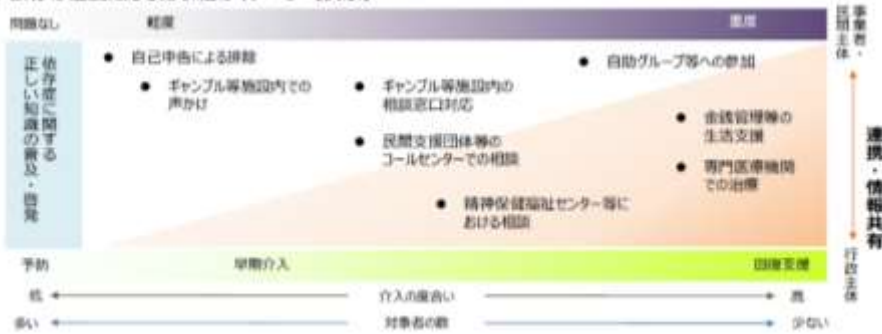 問題なし 軽度 重度
依存症に関する
正しい知識の普及・啓発
● 自己申告による排除
● ギャンブル等施設内での
声かけ
● ギャンブル等施設内の
相談窓口対応
● 民間支援団体等の
コールセンターでの相談
● 精神保健福祉センター等に
おける相談
● 自助グループ等への参加
● 金銭管理等の
生活支援
● 専門医療機関
での治療
事業者・
民間主体
連携・情報共有
行政主体
予防 早期介入 回復支援
低 介入の度合い 高
多い 対象者の数 少ない